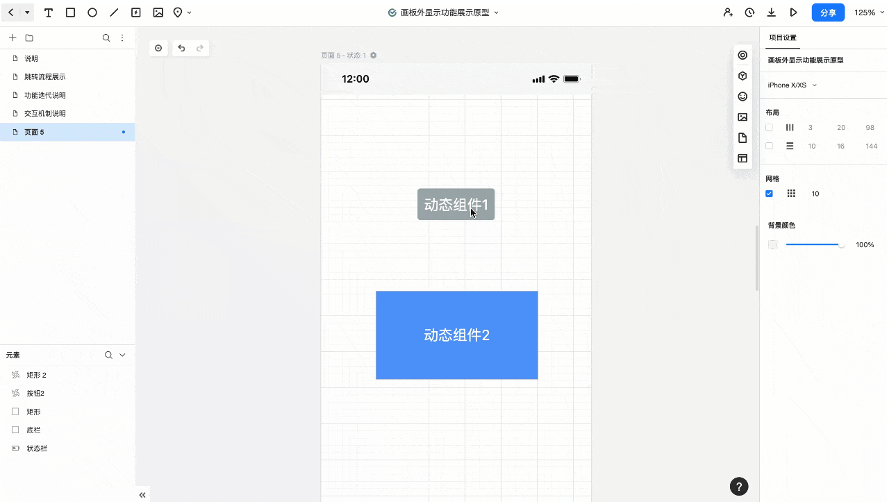 画板外显示功能展示原型
分享
125%
说明
跳转流程展示
功能迭代说明
交互机制说明
页面 5
元素
矩形 2
按钮2
矩形
底栏
状态栏
页面 5 - 状态 1
12:00
动态组件1
动态组件2
?
项目设置
画板外显示功能展示原型
iPhone X/XS
布局
3 20 98
10 16 144
网格
10
背景颜色
100%